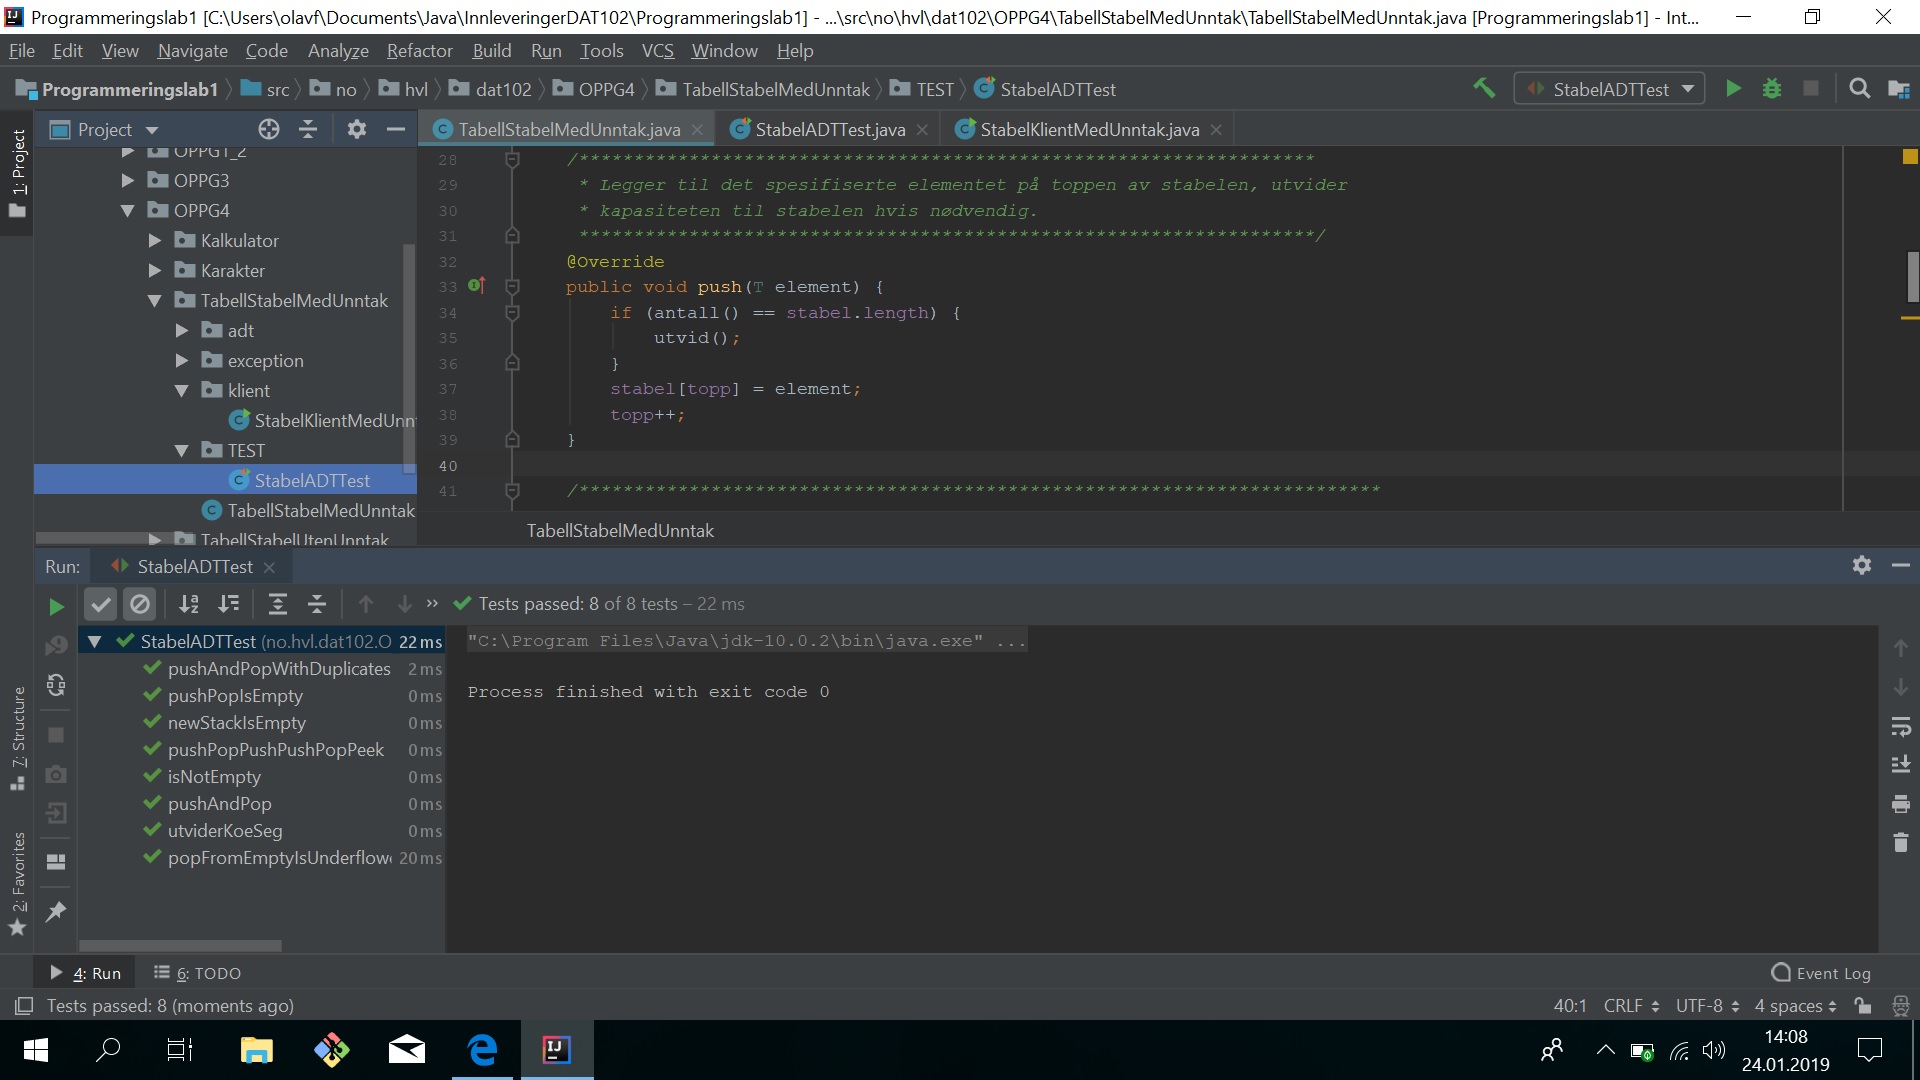 Programmeringslab1 [C:\Users\olavf\Documents\Java\InnleveringerDAT102\Programmeringslab1] - ...\src\no\hvl\dat102\OPPG4\TabellStabelMedUnntak\TabellStabelMedUnntak.java [Programmeringslab1] - Int...
File Edit View Navigate Code Analyze Refactor Build Run Tools VCS Window Help
Programmeringslab1 src no hvl dat102 OPPG4 TabellStabelMedUnntak TEST StabelADTTest
StabelADTTest
1: Project
Project
OPPG1_2
OPPG3
OPPG4
Kalkulator
Karakter
TabellStabelMedUnntak
adt
exception
klient
StabelKlientMedUnnt
TEST
StabelADTTest
TabellStabelMedUnntak
TabellStabelUtenUnntak
TabellStabelMedUnntak.java StabelADTTest.java StabelKlientMedUnntak.java
28 /*******************************************************************
29 * Legger til det spesifiserte elementet på toppen av stabelen, utvider
30 * kapasiteten til stabelen hvis nødvendig.
31 *******************************************************************/
32 @Override
33 public void push(T element) {
34 if (antall() == stabel.length) {
35 utvid();
36 }
37 stabel[topp] = element;
38 topp++;
39 }
40
41 /*************************************************************************
TabellStabelMedUnntak
Run: StabelADTTest
Tests passed: 8 of 8 tests – 22 ms
StabelADTTest (no.hvl.dat102.O 22 ms
pushAndPopWithDuplicates 2 ms
pushPopIsEmpty 0 ms
newStackIsEmpty 0 ms
pushPopPushPushPopPeek 0 ms
isNotEmpty 0 ms
pushAndPop 0 ms
utviderKoeSeg 0 ms
popFromEmptyIsUnderflow 20 ms
"C:\Program Files\Java\jdk-10.0.2\bin\java.exe" ...
Process finished with exit code 0
7: Structure
2: Favorites
4: Run 6: TODO Event Log
Tests passed: 8 (moments ago) 40:1 CRLF UTF-8 4 spaces
14:08
24.01.2019